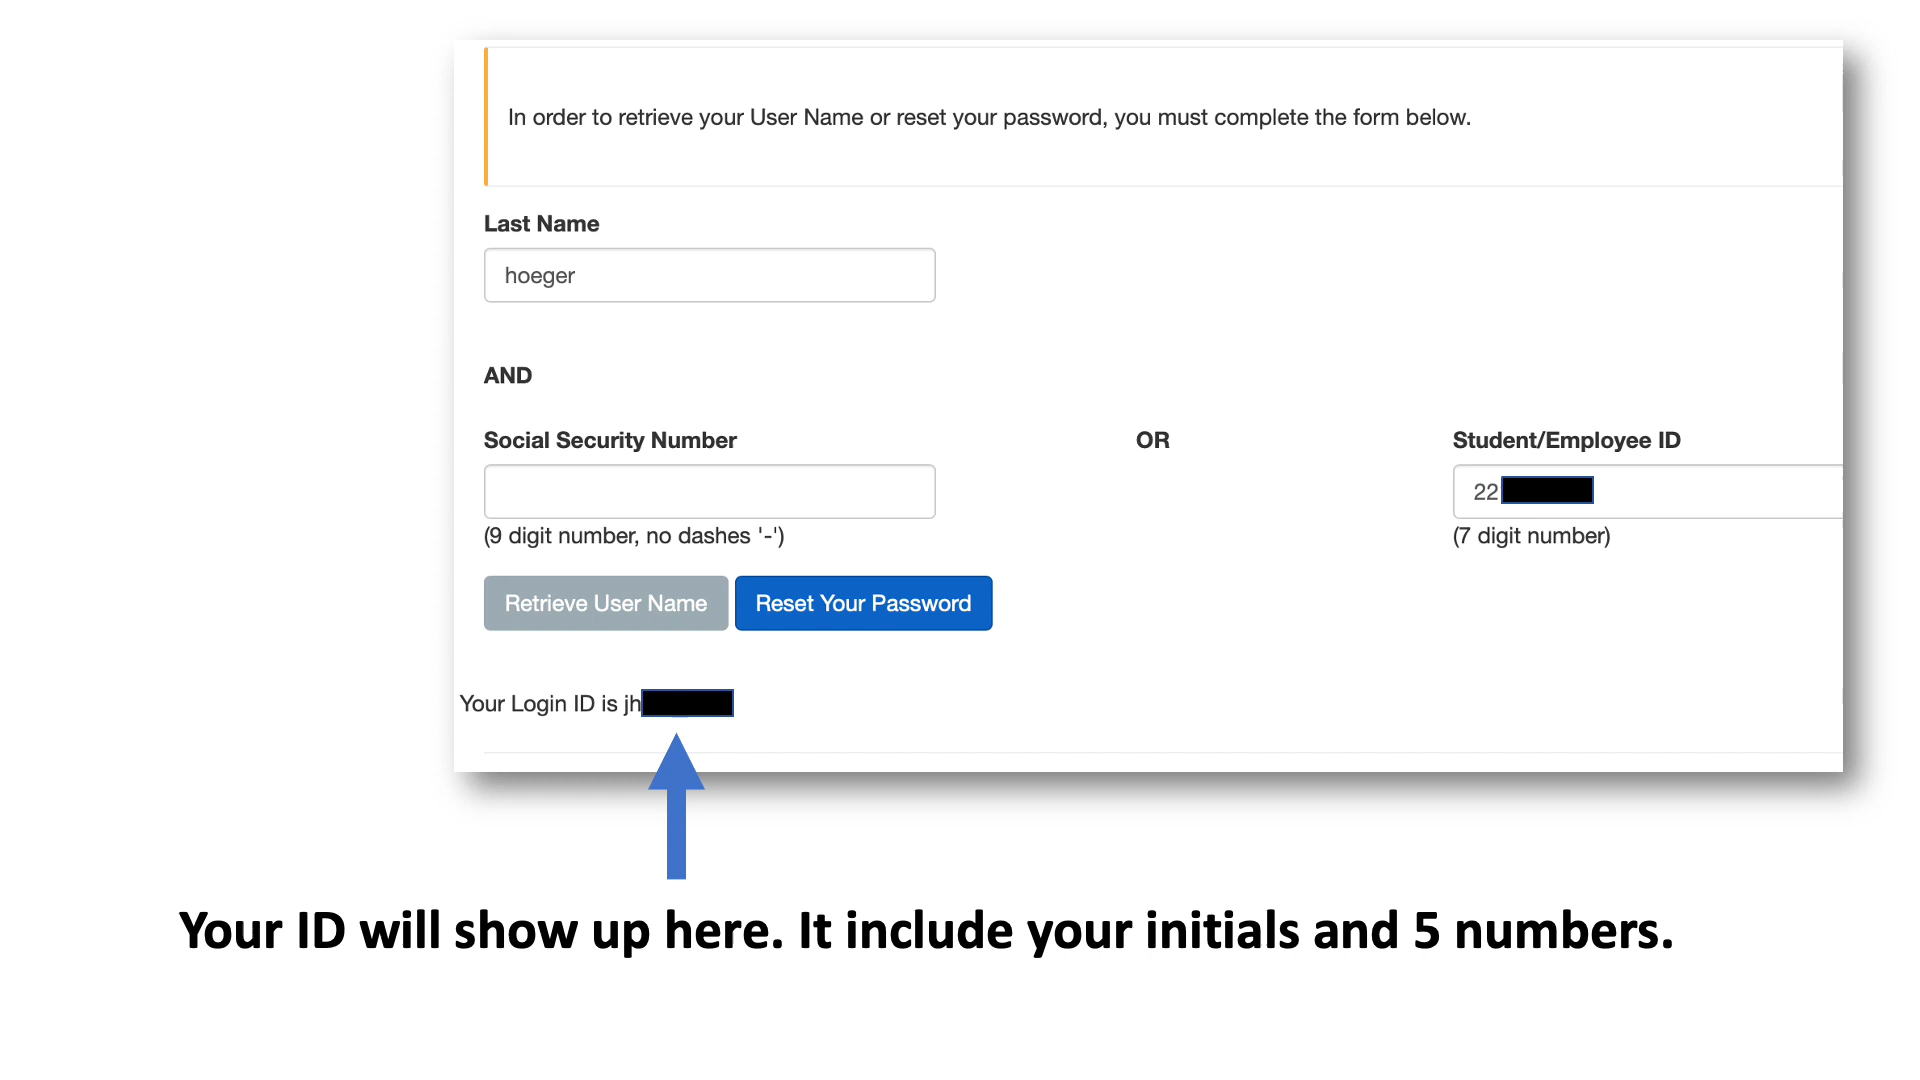 In order to retrieve your User Name or reset your password, you must complete the form below.
Last Name
hoeger
AND
Social Security Number OR Student/Employee ID
22
(9 digit number, no dashes '-') (7 digit number)
Retrieve User Name Reset Your Password
Your Login ID is jh
Your ID will show up here. It include your initials and 5 numbers.